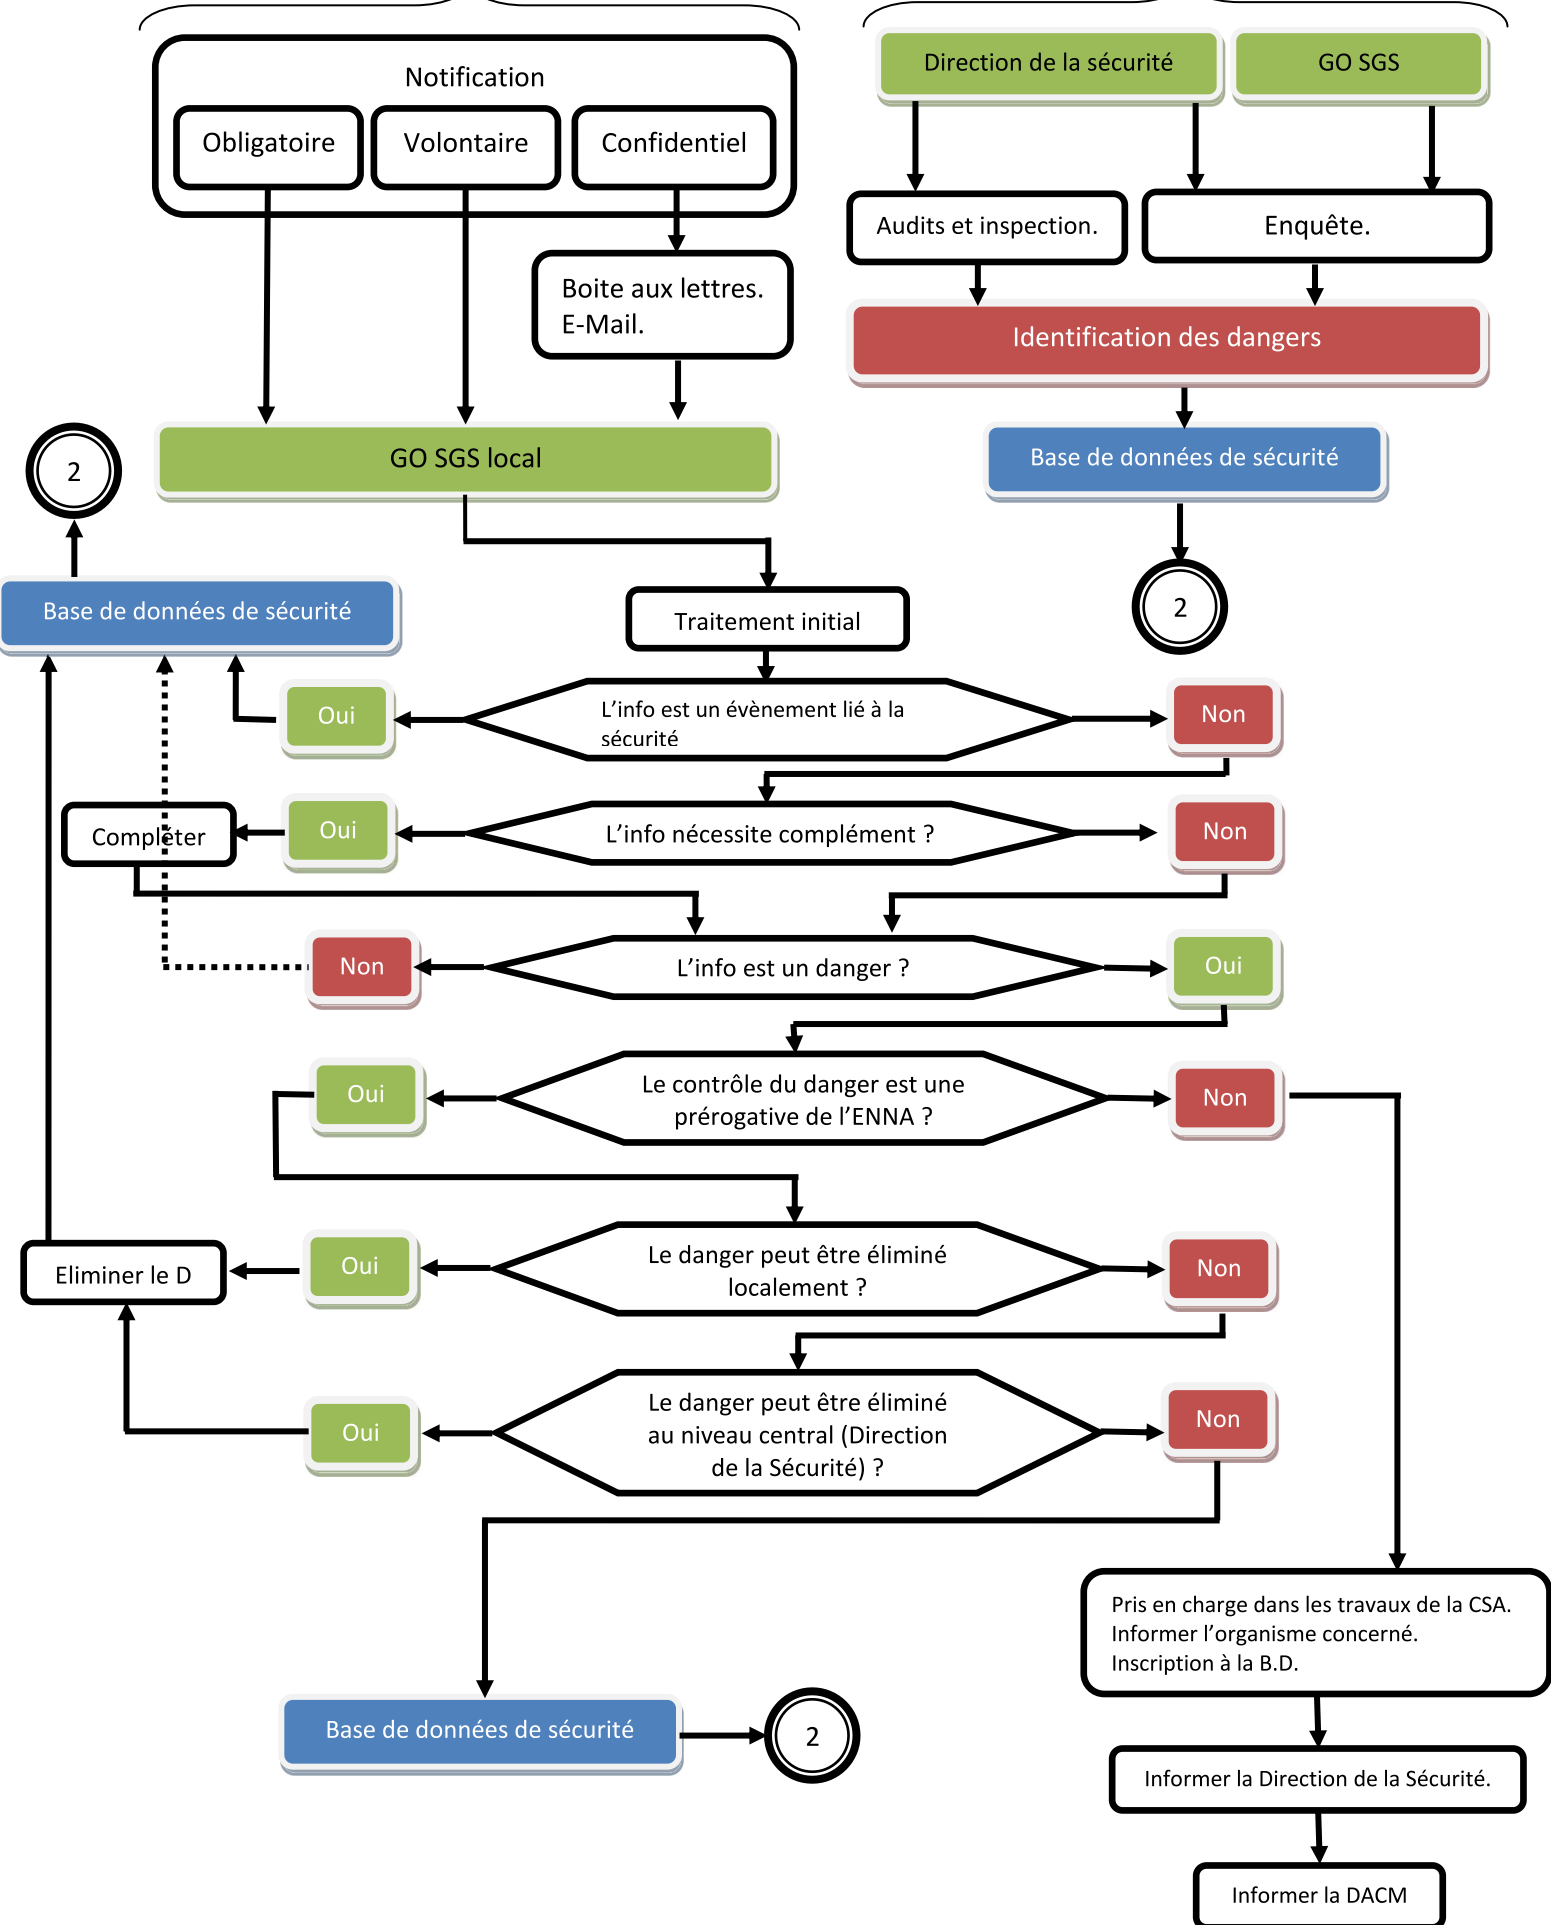 Notification
Obligatoire
Volontaire
Confidentiel
Boite aux lettres.
E-Mail.
Direction de la sécurité
GO SGS
Audits et inspection.
Enquête.
Identification des dangers
Base de données de sécurité
2
GO SGS local
2
Base de données de sécurité
Traitement initial
Oui
L’info est un évènement lié à la
sécurité
Non
Compléter
Oui
L’info nécessite complément ?
Non
Non
L’info est un danger ?
Oui
Oui
Le contrôle du danger est une
prérogative de l’ENNA ?
Non
Eliminer le D
Oui
Le danger peut être éliminé
localement ?
Non
Oui
Le danger peut être éliminé
au niveau central (Direction
de la Sécurité) ?
Non
Pris en charge dans les travaux de la CSA.
Informer l’organisme concerné.
Inscription à la B.D.
Base de données de sécurité
2
Informer la Direction de la Sécurité.
Informer la DACM